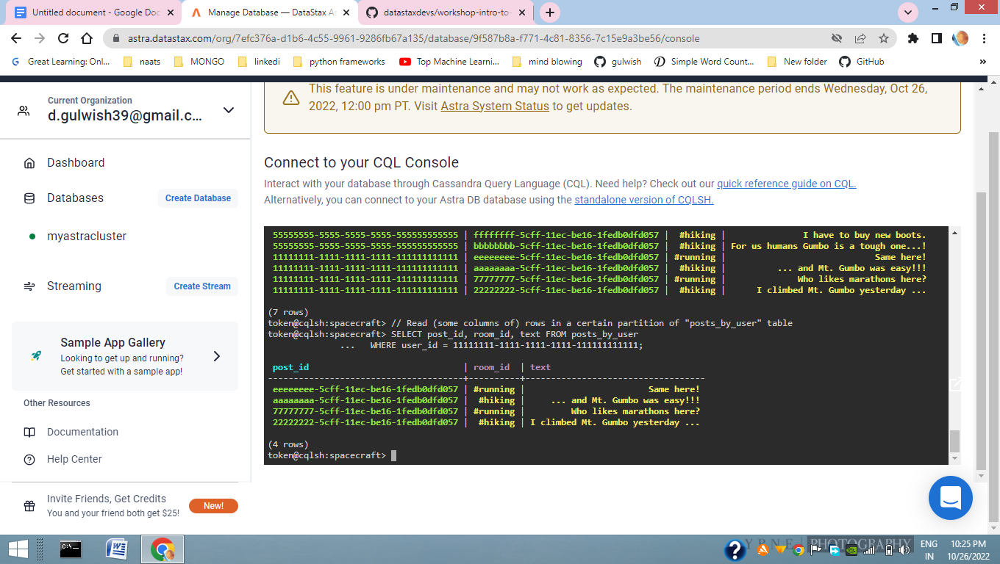 Untitled document - Google Doc
Manage Database — DataStax As
datastaxdevs/workshop-intro-to-
astra.datastax.com/org/7efc376a-d1b6-4c55-9961-9286fb67a135/database/9f587b8a-f771-4c81-8356-7c15e9a3be56/console
Great Learning: Onl...
naats
MONGO
linkedi
python frameworks
Top Machine Learni...
mind blowing
gulwish
Simple Word Count...
New folder
GitHub
»
Current Organization
d.gulwish39@gmail.c...
Dashboard
Databases
Create Database
myastracluster
Streaming
Create Stream
Sample App Gallery
Looking to get up and running?
Get started with a sample app!
Other Resources
Documentation
Help Center
Invite Friends, Get Credits
You and your friend both get $25!
New!
This feature is under maintenance and may not work as expected. The maintenance period ends Wednesday, Oct 26,
2022, 12:00 pm PT. Visit Astra System Status to get updates.
Connect to your CQL Console
Interact with your database through Cassandra Query Language (CQL). Need help? Check out our quick reference guide on CQL.
Alternatively, you can connect to your Astra DB database using the standalone version of CQLSH.
55555555-5555-5555-5555-555555555555 | ffffffff-5cff-11ec-be16-1fedb0dfd057 | #hiking | I have to buy new boots.
55555555-5555-5555-5555-555555555555 | bbbbbbbb-5cff-11ec-be16-1fedb0dfd057 | #hiking | For us humans Gumbo is a tough one...!
11111111-1111-1111-1111-111111111111 | eeeeeeee-5cff-11ec-be16-1fedb0dfd057 | #running | Same here!
11111111-1111-1111-1111-111111111111 | aaaaaaaa-5cff-11ec-be16-1fedb0dfd057 | #hiking | ... and Mt. Gumbo was easy!!!
11111111-1111-1111-1111-111111111111 | 77777777-5cff-11ec-be16-1fedb0dfd057 | #running | Who likes marathons here?
11111111-1111-1111-1111-111111111111 | 22222222-5cff-11ec-be16-1fedb0dfd057 | #hiking | I climbed Mt. Gumbo yesterday ...
(7 rows)
token@cqlsh:spacecraft> // Read (some columns of) rows in a certain partition of "posts_by_user" table
token@cqlsh:spacecraft> SELECT post_id, room_id, text FROM posts_by_user
... WHERE user_id = 11111111-1111-1111-1111-111111111111;
post_id | room_id | text
--------------------------------------+----------+-----------------------------------
eeeeeeee-5cff-11ec-be16-1fedb0dfd057 | #running | Same here!
aaaaaaaa-5cff-11ec-be16-1fedb0dfd057 | #hiking | ... and Mt. Gumbo was easy!!!
77777777-5cff-11ec-be16-1fedb0dfd057 | #running | Who likes marathons here?
22222222-5cff-11ec-be16-1fedb0dfd057 | #hiking | I climbed Mt. Gumbo yesterday ...
(4 rows)
token@cqlsh:spacecraft>
PHOTOGRAPHY
ENG
IN
10:25 PM
10/26/2022